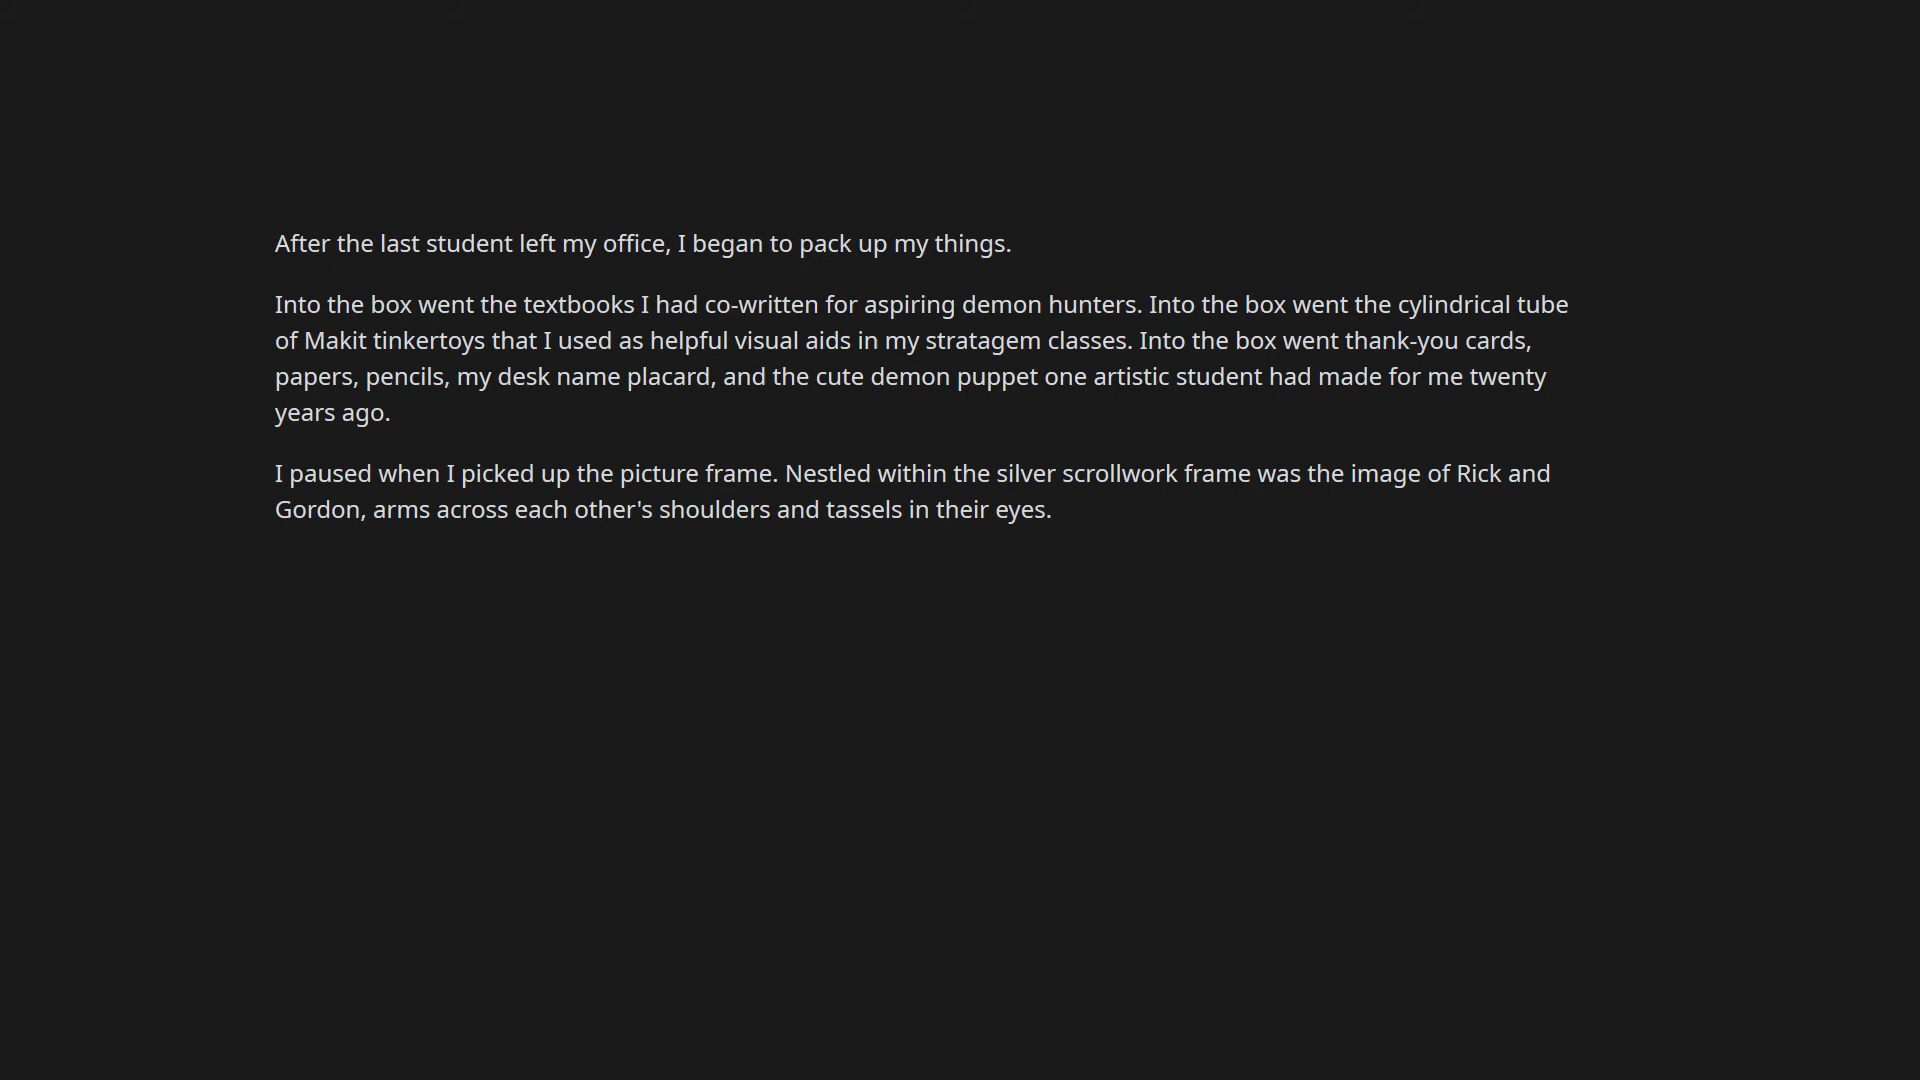 After the last student left my office, I began to pack up my things.
Into the box went the textbooks I had co-written for aspiring demon hunters. Into the box went the cylindrical tube
of Makit tinkertoys that I used as helpful visual aids in my stratagem classes. Into the box went thank-you cards,
papers, pencils, my desk name placard, and the cute demon puppet one artistic student had made for me twenty
years ago.
I paused when I picked up the picture frame. Nestled within the silver scrollwork frame was the image of Rick and
Gordon, arms across each other's shoulders and tassels in their eyes.